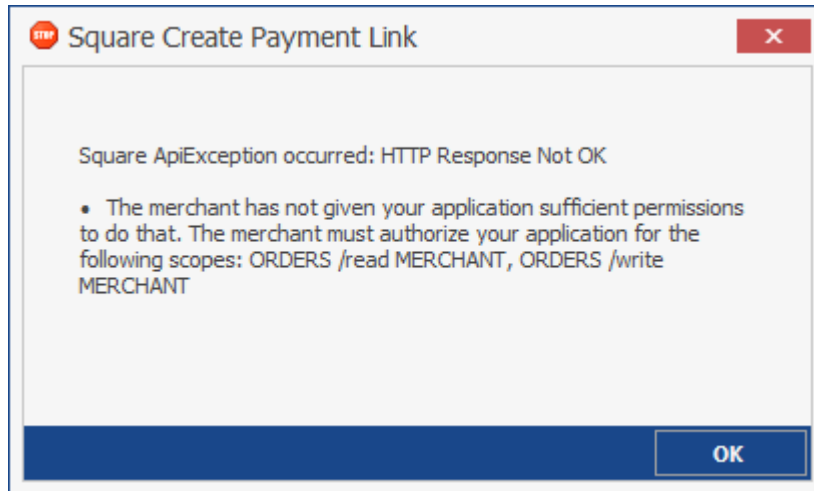 STOP
Square Create Payment Link
×
Square ApiException occurred: HTTP Response Not OK
• The merchant has not given your application sufficient permissions
to do that. The merchant must authorize your application for the
following scopes: ORDERS /read MERCHANT, ORDERS /write
MERCHANT
OK